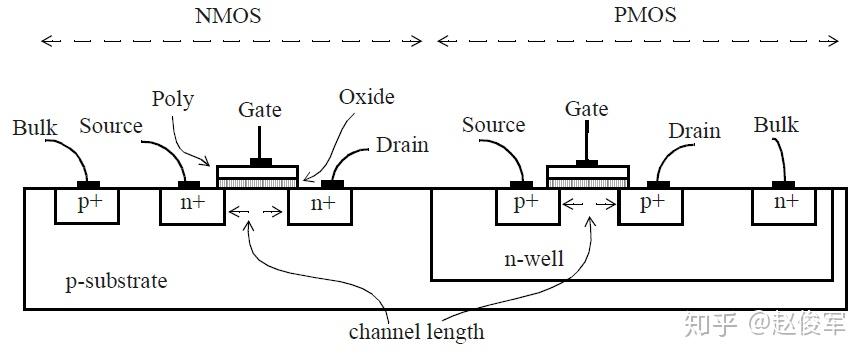 NMOS
PMOS
Poly
Gate
Oxide
Bulk
Source
Drain
Source
Gate
Drain
Bulk
p+
n+
n+
p+
p+
n+
n-well
p-substrate
channel length
知乎 @赵俊军